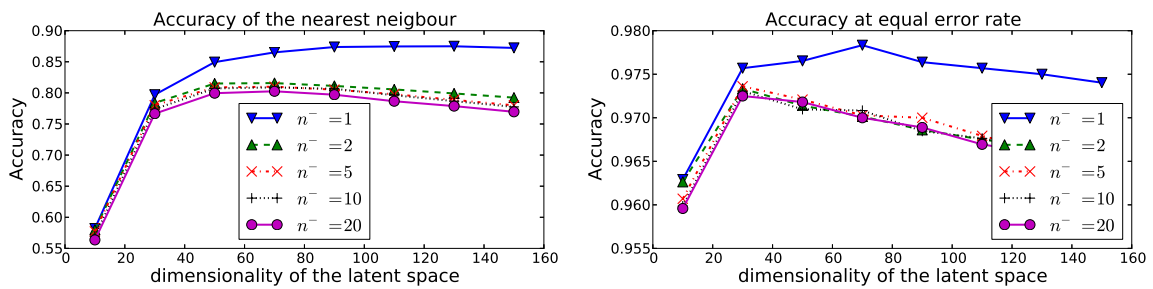 Accuracy of the nearest neigbour
Accuracy
0.90
0.85
0.80
0.75
0.70
0.65
0.60
0.55
0 20 40 60 80 100 120 140 160
dimensionality of the latent space
n⁻ =1
n⁻ =2
n⁻ =5
n⁻ =10
n⁻ =20
Accuracy at equal error rate
Accuracy
0.980
0.975
0.970
0.965
0.960
0.955
0 20 40 60 80 100 120 140 160
dimensionality of the latent space
n⁻ =1
n⁻ =2
n⁻ =5
n⁻ =10
n⁻ =20